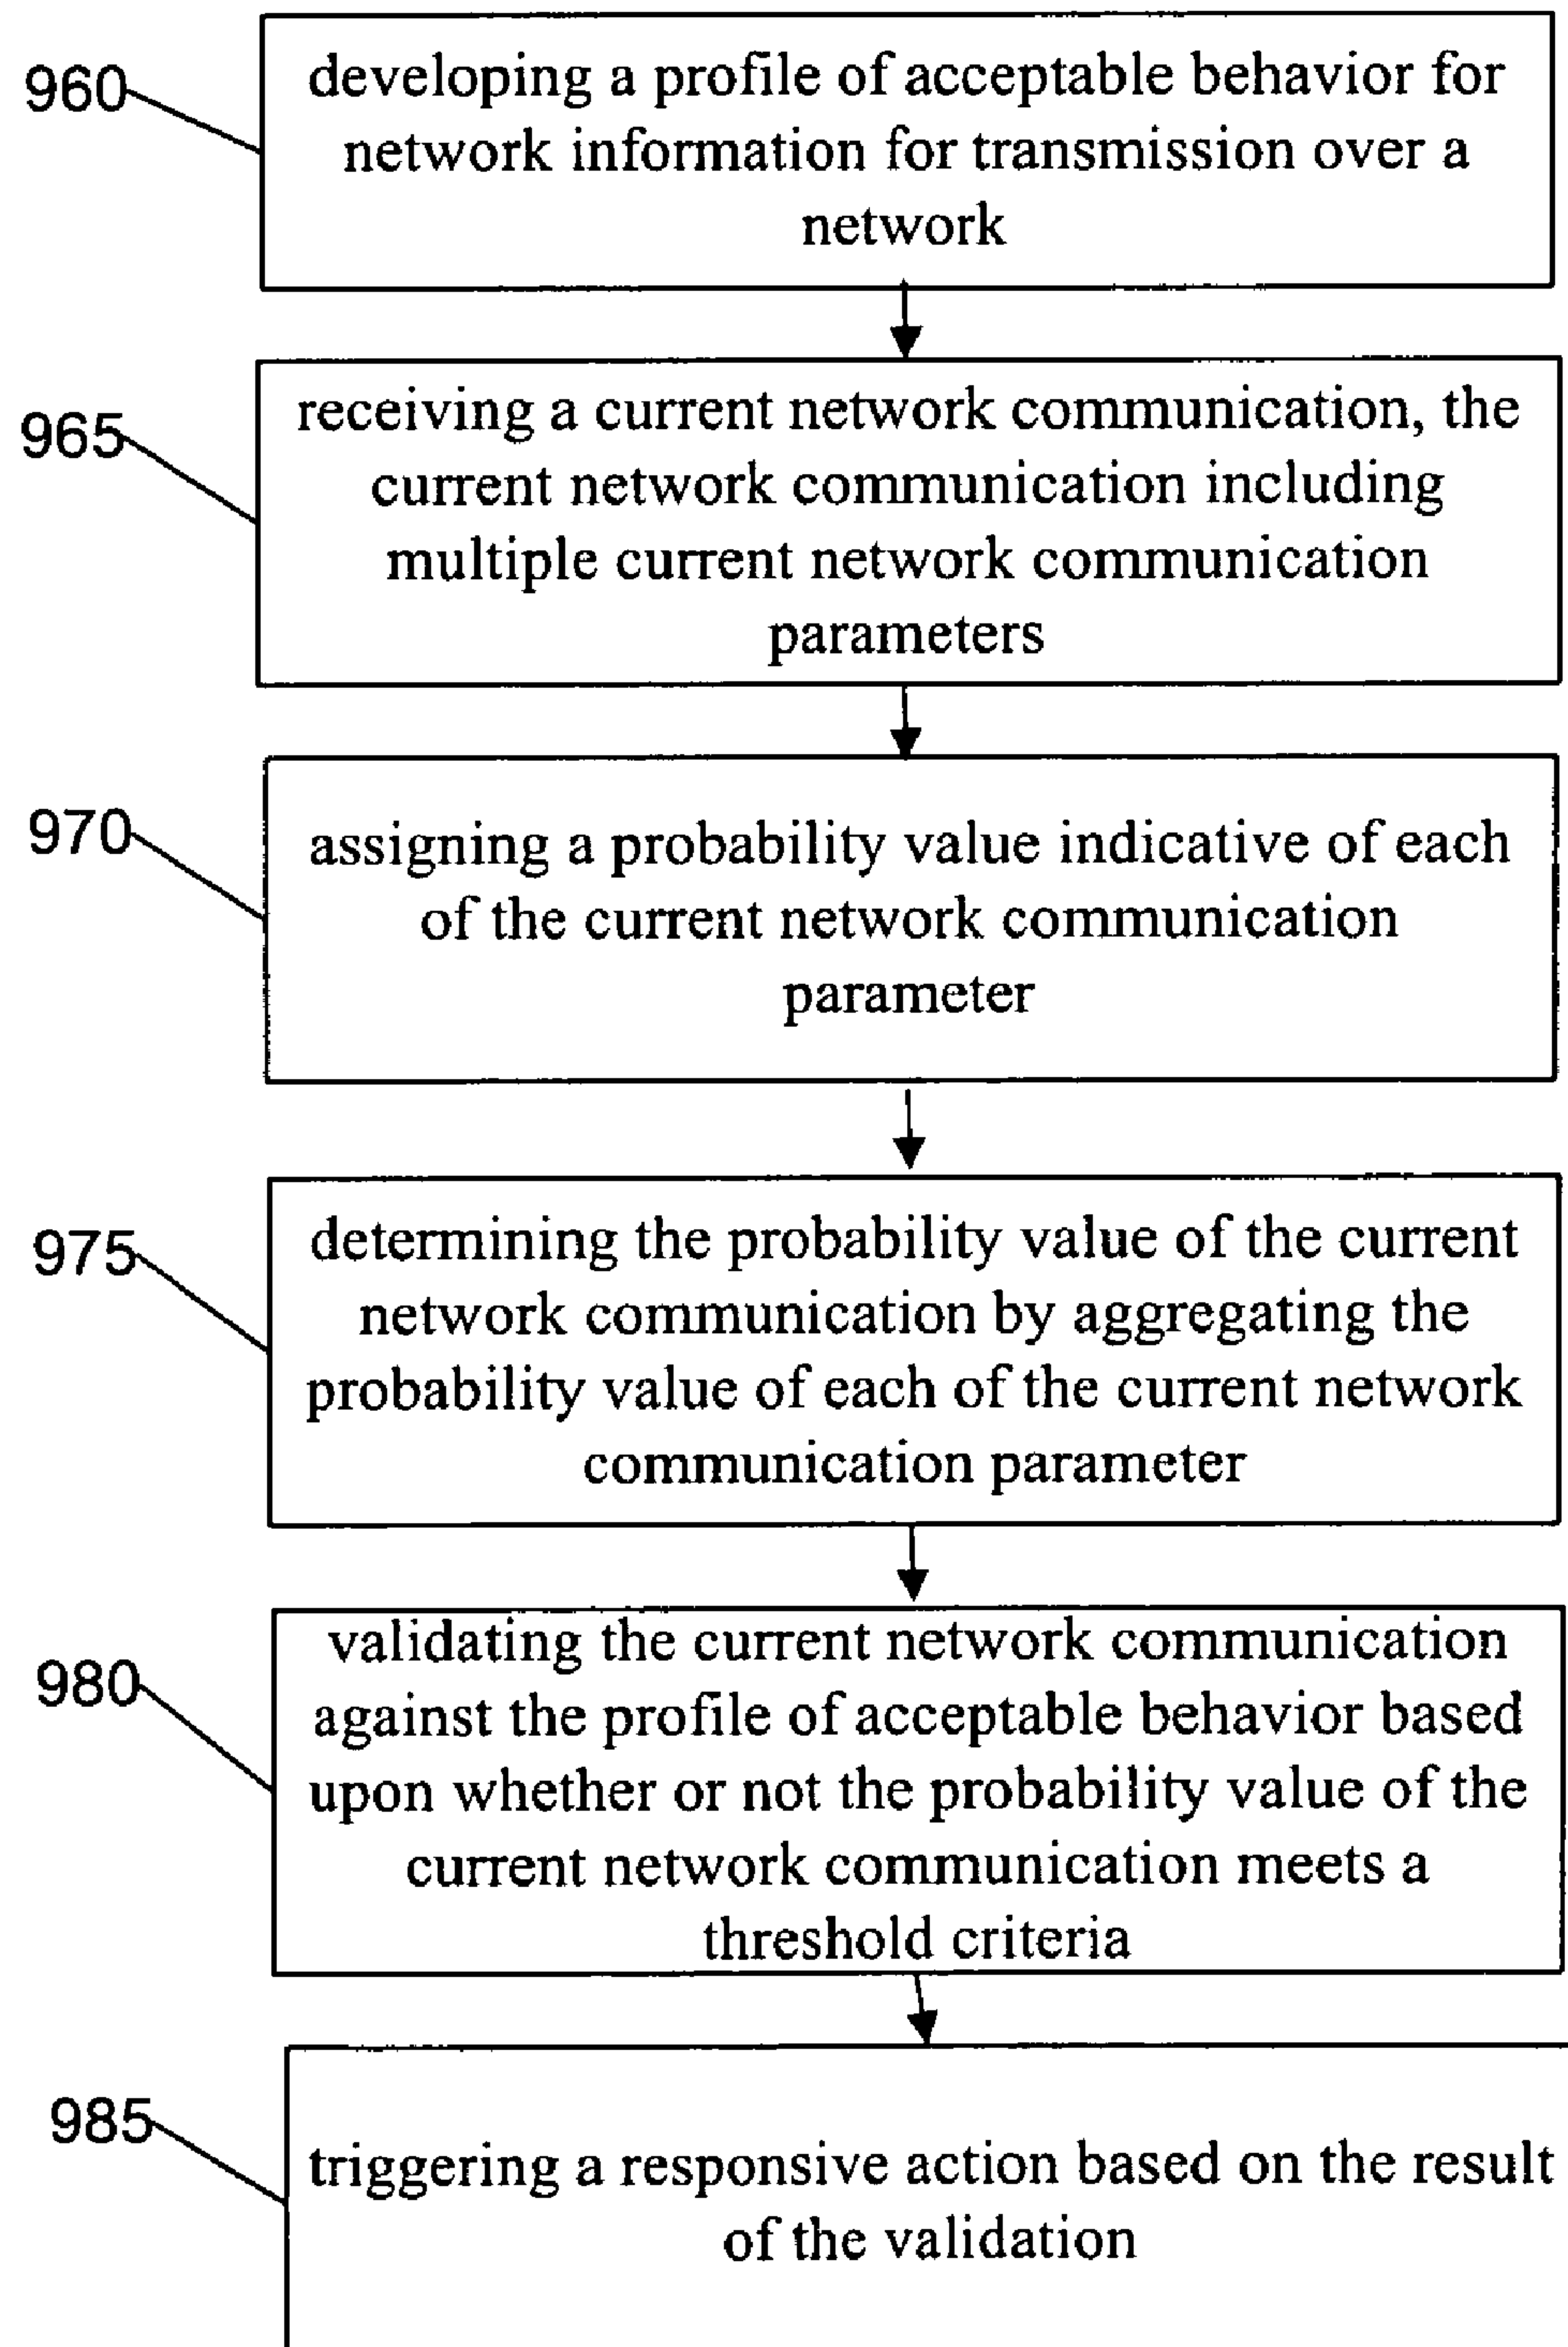 960
developing a profile of acceptable behavior for
network information for transmission over a
network
965
receiving a current network communication, the
current network communication including
multiple current network communication
parameters
970
assigning a probability value indicative of each
of the current network communication
parameter
975
determining the probability value of the current
network communication by aggregating the
probability value of each of the current network
communication parameter
980
validating the current network communication
against the profile of acceptable behavior based
upon whether or not the probability value of the
current network communication meets a
threshold criteria
985
triggering a responsive action based on the result
of the validation